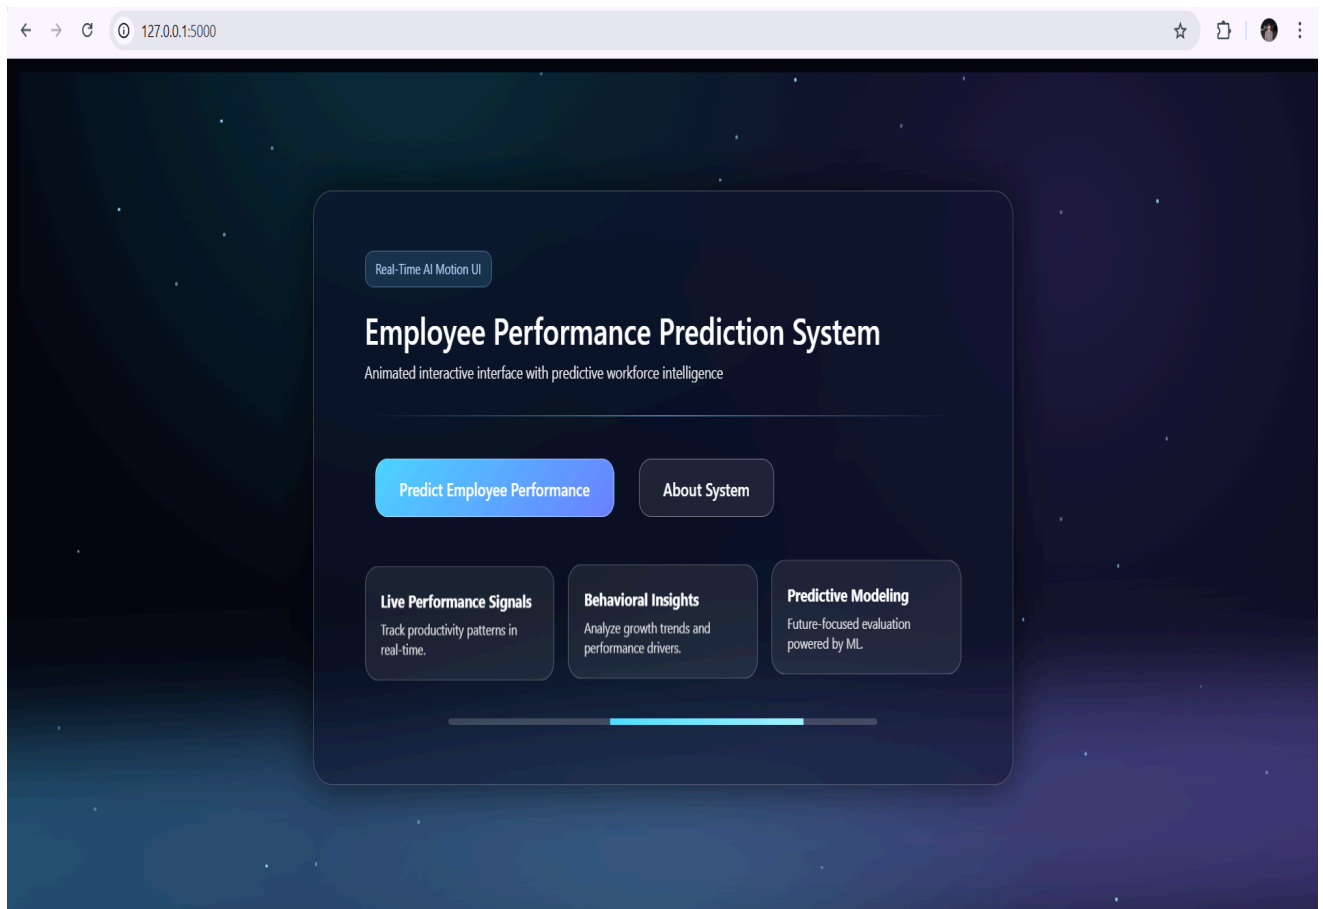 127.0.0.1:5000
Real-Time AI Motion UI
Employee Performance Prediction System
Animated interactive interface with predictive workforce intelligence
Predict Employee Performance
About System
Live Performance Signals
Track productivity patterns in
real-time.
Behavioral Insights
Analyze growth trends and
performance drivers.
Predictive Modeling
Future-focused evaluation
powered by ML.